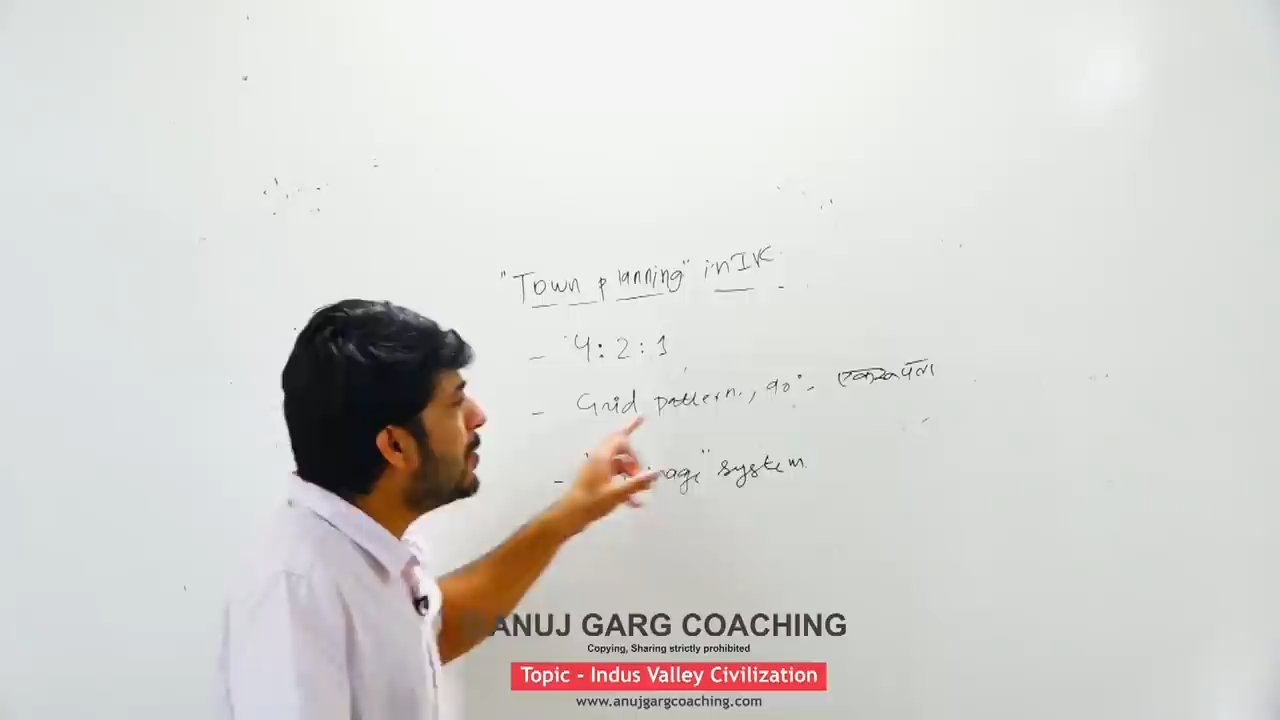 "Town planning" in IVC
- 4:2:1
- Grid pattern, 90°.
- system
ANUJ GARG COACHING
Copying, Sharing strictly prohibited
Topic - Indus Valley Civilization
www.anujgargcoaching.com